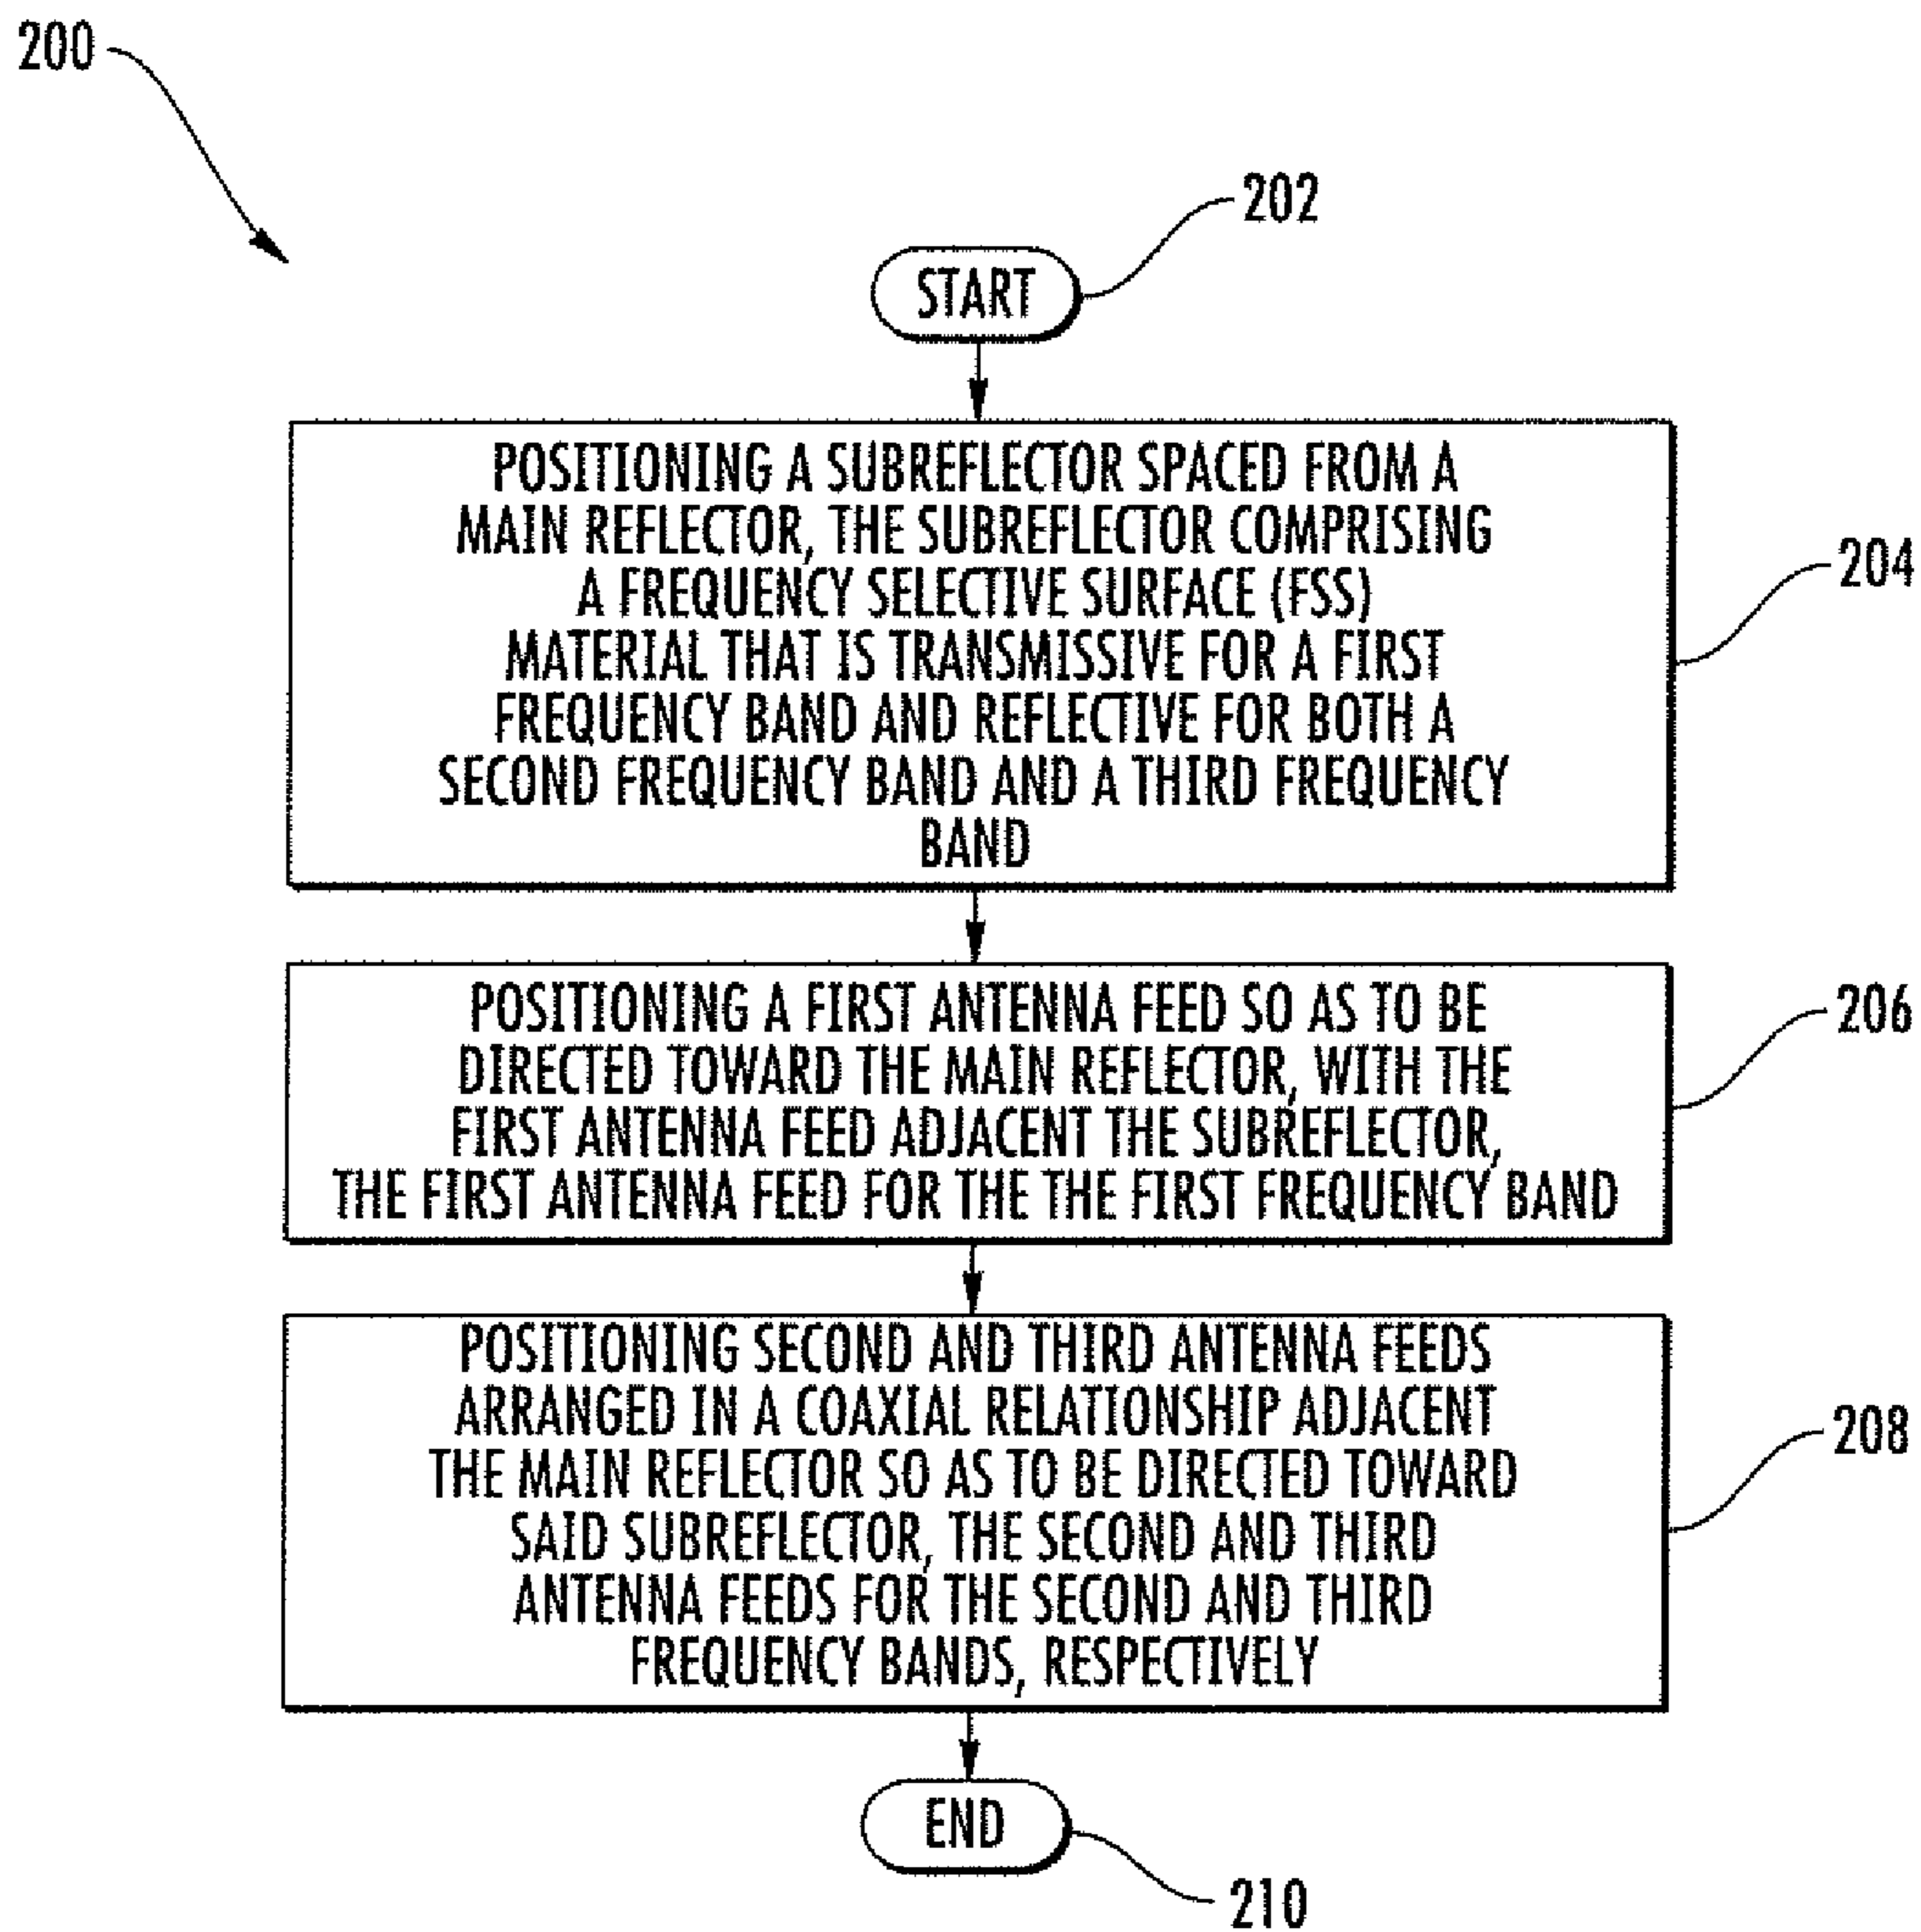 200
202
START
POSITIONING A SUBREFLECTOR SPACED FROM A
MAIN REFLECTOR, THE SUBREFLECTOR COMPRISING
A FREQUENCY SELECTIVE SURFACE (FSS)
MATERIAL THAT IS TRANSMISSIVE FOR A FIRST
FREQUENCY BAND AND REFLECTIVE FOR BOTH A
SECOND FREQUENCY BAND AND A THIRD FREQUENCY
BAND
204
POSITIONING A FIRST ANTENNA FEED SO AS TO BE
DIRECTED TOWARD THE MAIN REFLECTOR, WITH THE
FIRST ANTENNA FEED ADJACENT THE SUBREFLECTOR,
THE FIRST ANTENNA FEED FOR THE THE FIRST FREQUENCY BAND
206
POSITIONING SECOND AND THIRD ANTENNA FEEDS
ARRANGED IN A COAXIAL RELATIONSHIP ADJACENT
THE MAIN REFLECTOR SO AS TO BE DIRECTED TOWARD
SAID SUBREFLECTOR, THE SECOND AND THIRD
ANTENNA FEEDS FOR THE SECOND AND THIRD
FREQUENCY BANDS, RESPECTIVELY
208
END
210